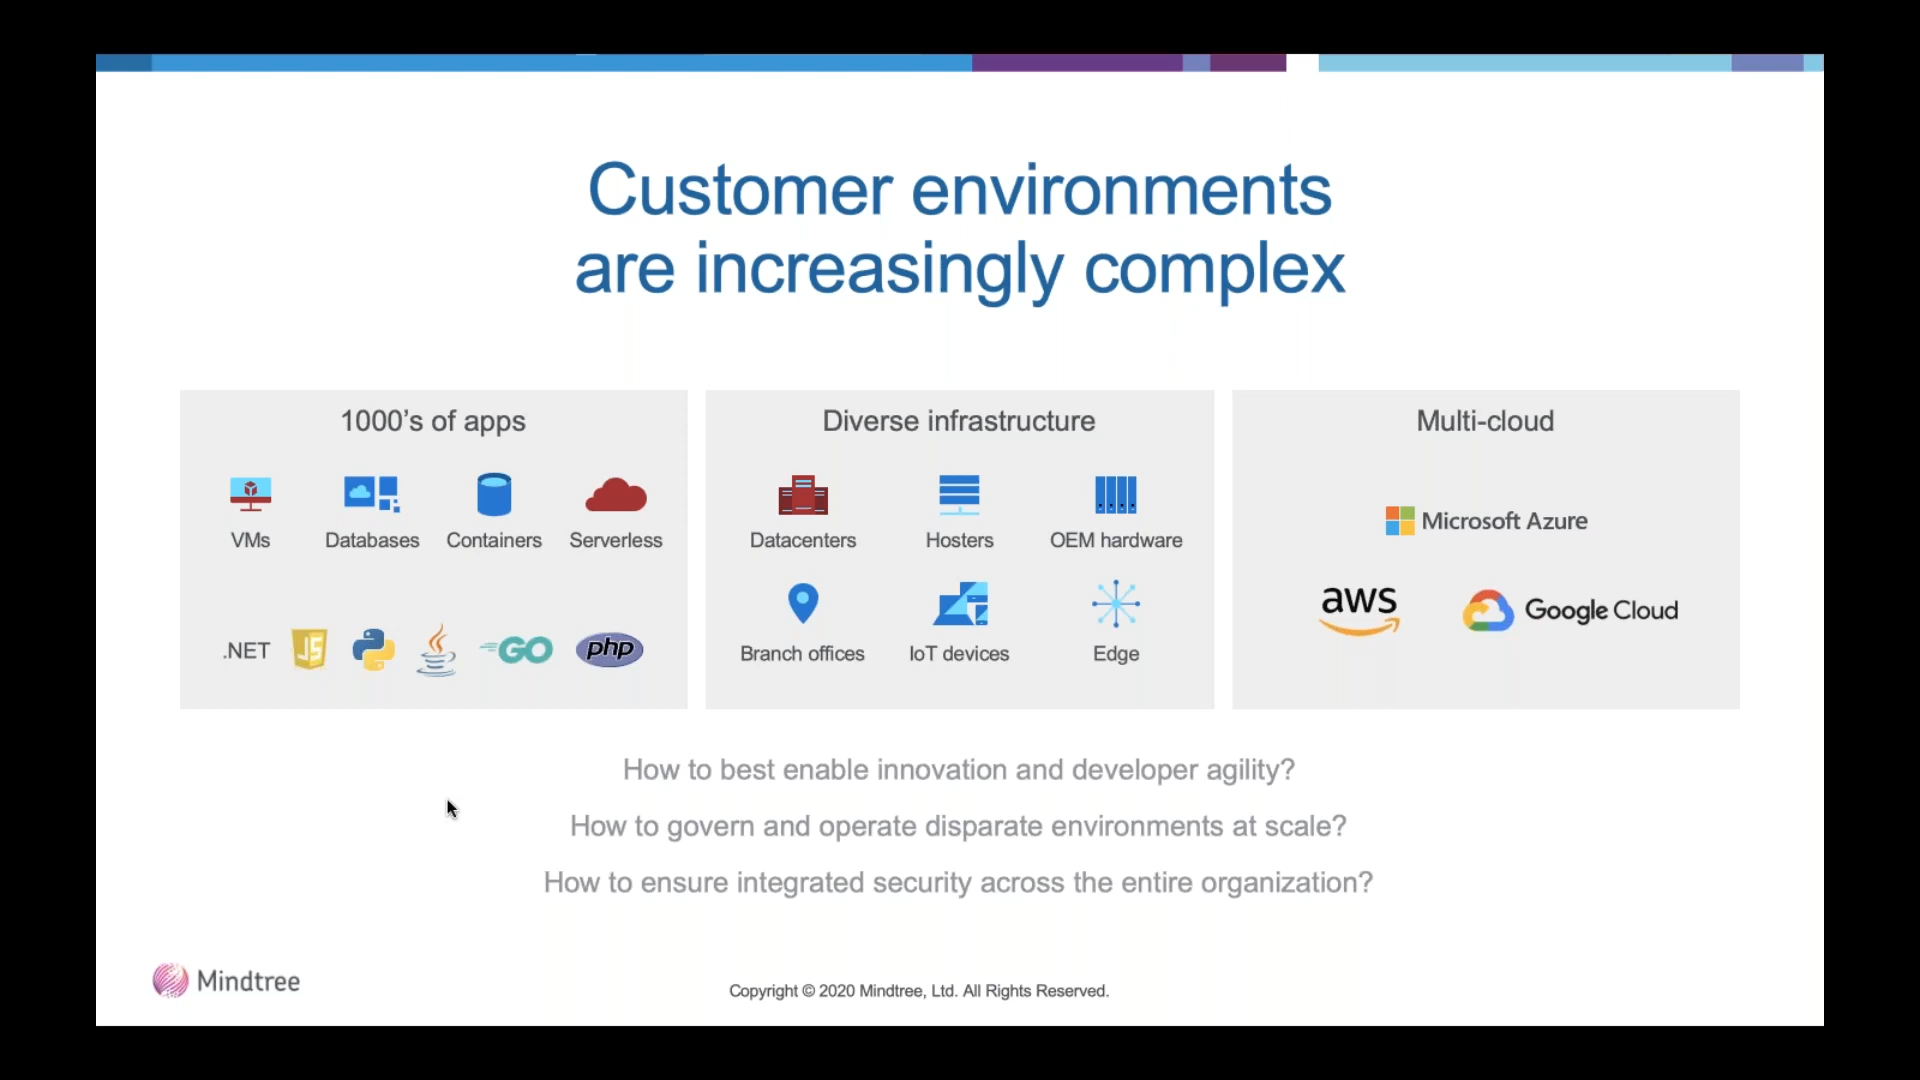 Customer environments
are increasingly complex
1000's of apps
VMs
Databases
Containers
Serverless
.NET
JS
GO
php
Diverse infrastructure
Datacenters
Hosters
OEM hardware
Branch offices
IoT devices
Edge
Multi-cloud
Microsoft Azure
aws
Google Cloud
How to best enable innovation and developer agility?
How to govern and operate disparate environments at scale?
How to ensure integrated security across the entire organization?
Mindtree
Copyright © 2020 Mindtree, Ltd. All Rights Reserved.